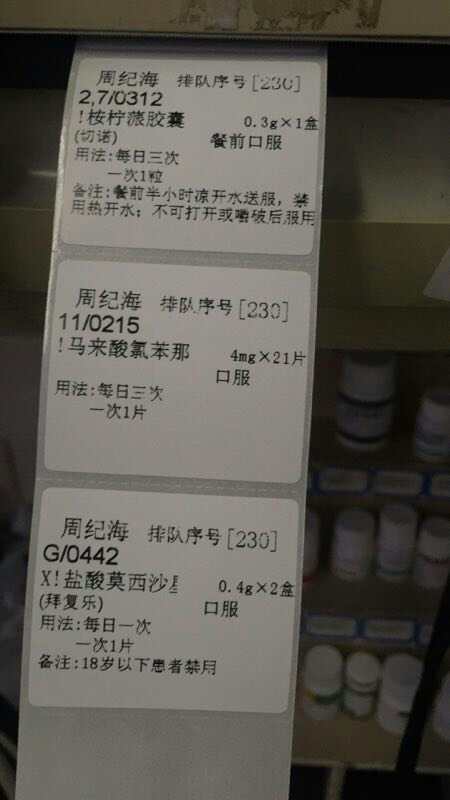 周纪海 排队序号[230]
2,7/0312
!桉柠蒎胶囊 0.3g×1盒
(切诺) 餐前口服
用法:每日三次
一次1粒
备注:餐前半小时凉开水送服，禁
用热开水；不可打开或嚼破后服用
周纪海 排队序号[230]
11/0215
!马来酸氯苯那 4mg×21片
口服
用法:每日三次
一次1片
周纪海 排队序号[230]
G/0442
X!盐酸莫西沙 0.4g×2盒
(拜复乐) 口服
用法:每日一次
一次1片
备注:18岁以下患者禁用